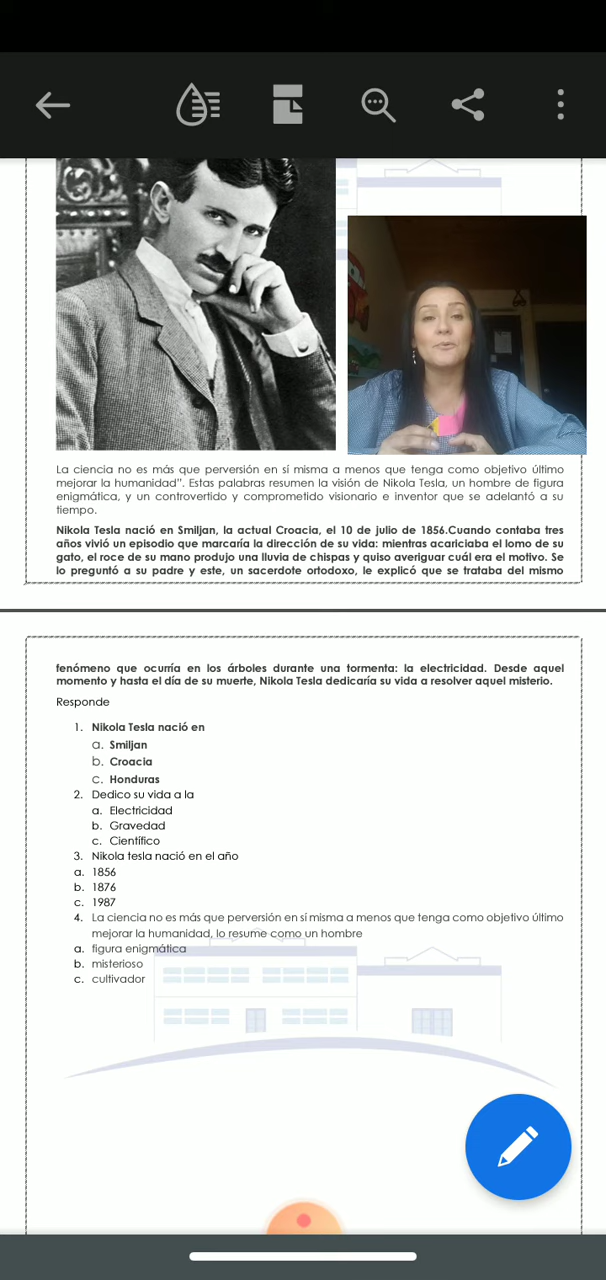 La ciencia no es más que perversión en sí misma a menos que tenga como objetivo último
mejorar la humanidad". Estas palabras resumen la visión de Nikola Tesla, un hombre de figura
enigmática, y un controvertido y comprometido visionario e inventor que se adelantó a su
tiempo.
Nikola Tesla nació en Smiljan, la actual Croacia, el 10 de julio de 1856.Cuando contaba tres
años vivió un episodio que marcaría la dirección de su vida: mientras acariciaba el lomo de su
gato, el roce de su mano produjo una lluvia de chispas y quiso averiguar cuál era el motivo. Se
lo preguntó a su padre y este, un sacerdote ortodoxo, le explicó que se trataba del mismo
fenómeno que ocurría en los árboles durante una tormenta: la electricidad. Desde aquel
momento y hasta el día de su muerte, Nikola Tesla dedicaría su vida a resolver aquel misterio.
Responde
1. Nikola Tesla nació en
a. Smiljan
b. Croacia
c. Honduras
2. Dedico su vida a la
a. Electricidad
b. Gravedad
c. Científico
3. Nikola tesla nació en el año
a. 1856
b. 1876
c. 1987
4. La ciencia no es más que perversión en sí misma a menos que tenga como objetivo último
mejorar la humanidad, lo resume como un hombre
a. figura enigmática
b. misterioso
c. cultivador